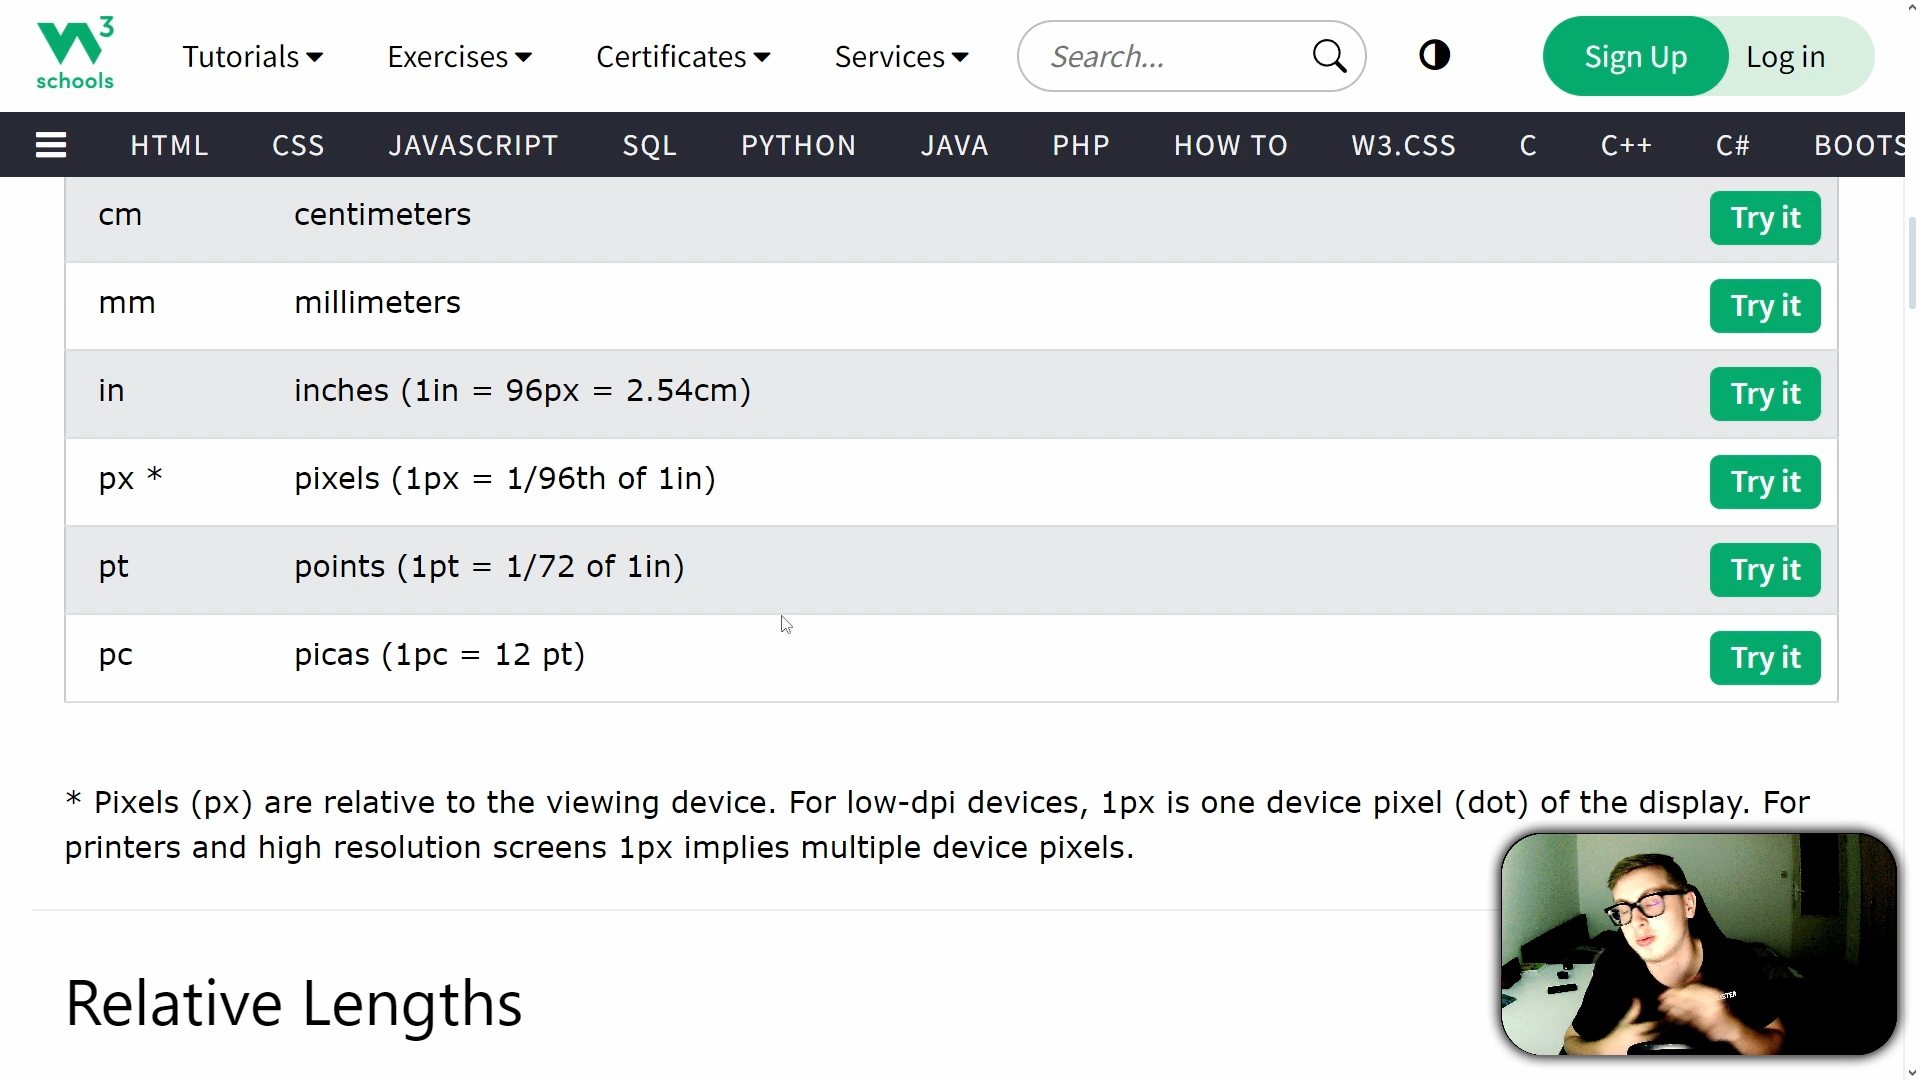 3
schools
Tutorials
Exercises
Certificates
Services
Search...
Sign Up
Log in
HTML
CSS
JAVASCRIPT
SQL
PYTHON
JAVA
PHP
HOW TO
W3.CSS
C
C++
C#
BOOTS
cm centimeters Try it
mm millimeters Try it
in inches (1in = 96px = 2.54cm) Try it
px * pixels (1px = 1/96th of 1in) Try it
pt points (1pt = 1/72 of 1in) Try it
pc picas (1pc = 12 pt) Try it
* Pixels (px) are relative to the viewing device. For low-dpi devices, 1px is one device pixel (dot) of the display. For
printers and high resolution screens 1px implies multiple device pixels.
Relative Lengths